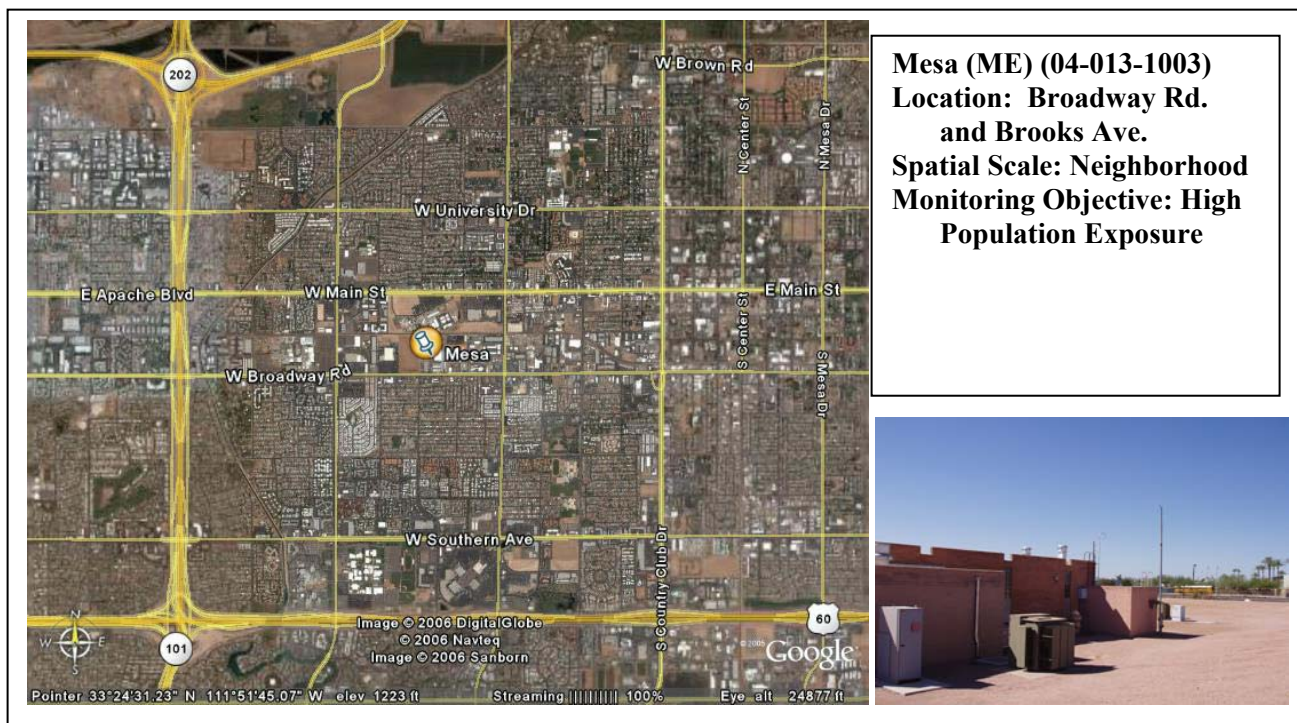 202
W Brown Rd
N Center St
N Mesa Dr
W University Dr
E Apache Blvd
W Main St
E Main St
Mesa
S Center St
W Broadway Rd
S Mesa Dr
W Southern Ave
S Country Club Dr
N
W E
S
101
60
Image © 2006 DigitalGlobe
© 2006 Navteq
Image © 2006 Sanborn
© 2005 Google
Pointer 33°24'31.23" N 111°51'45.07" W elev 1223 ft Streaming |||||||||| 100% Eye alt 24877 ft
Mesa (ME) (04-013-1003)
Location: Broadway Rd.
and Brooks Ave.
Spatial Scale: Neighborhood
Monitoring Objective: High
Population Exposure